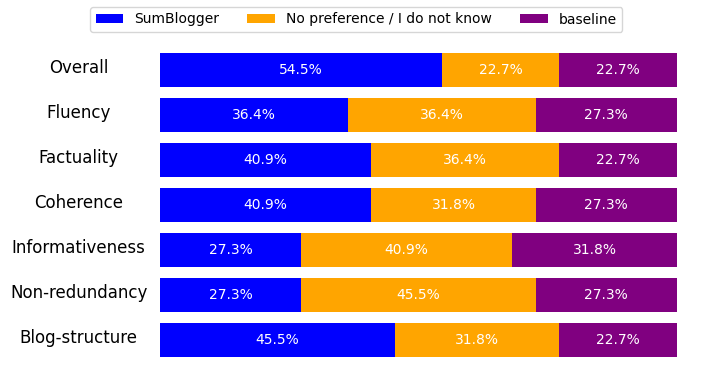 SumBlogger No preference / I do not know baseline
Overall 54.5% 22.7% 22.7%
Fluency 36.4% 36.4% 27.3%
Factuality 40.9% 36.4% 22.7%
Coherence 40.9% 31.8% 27.3%
Informativeness 27.3% 40.9% 31.8%
Non-redundancy 27.3% 45.5% 27.3%
Blog-structure 45.5% 31.8% 22.7%